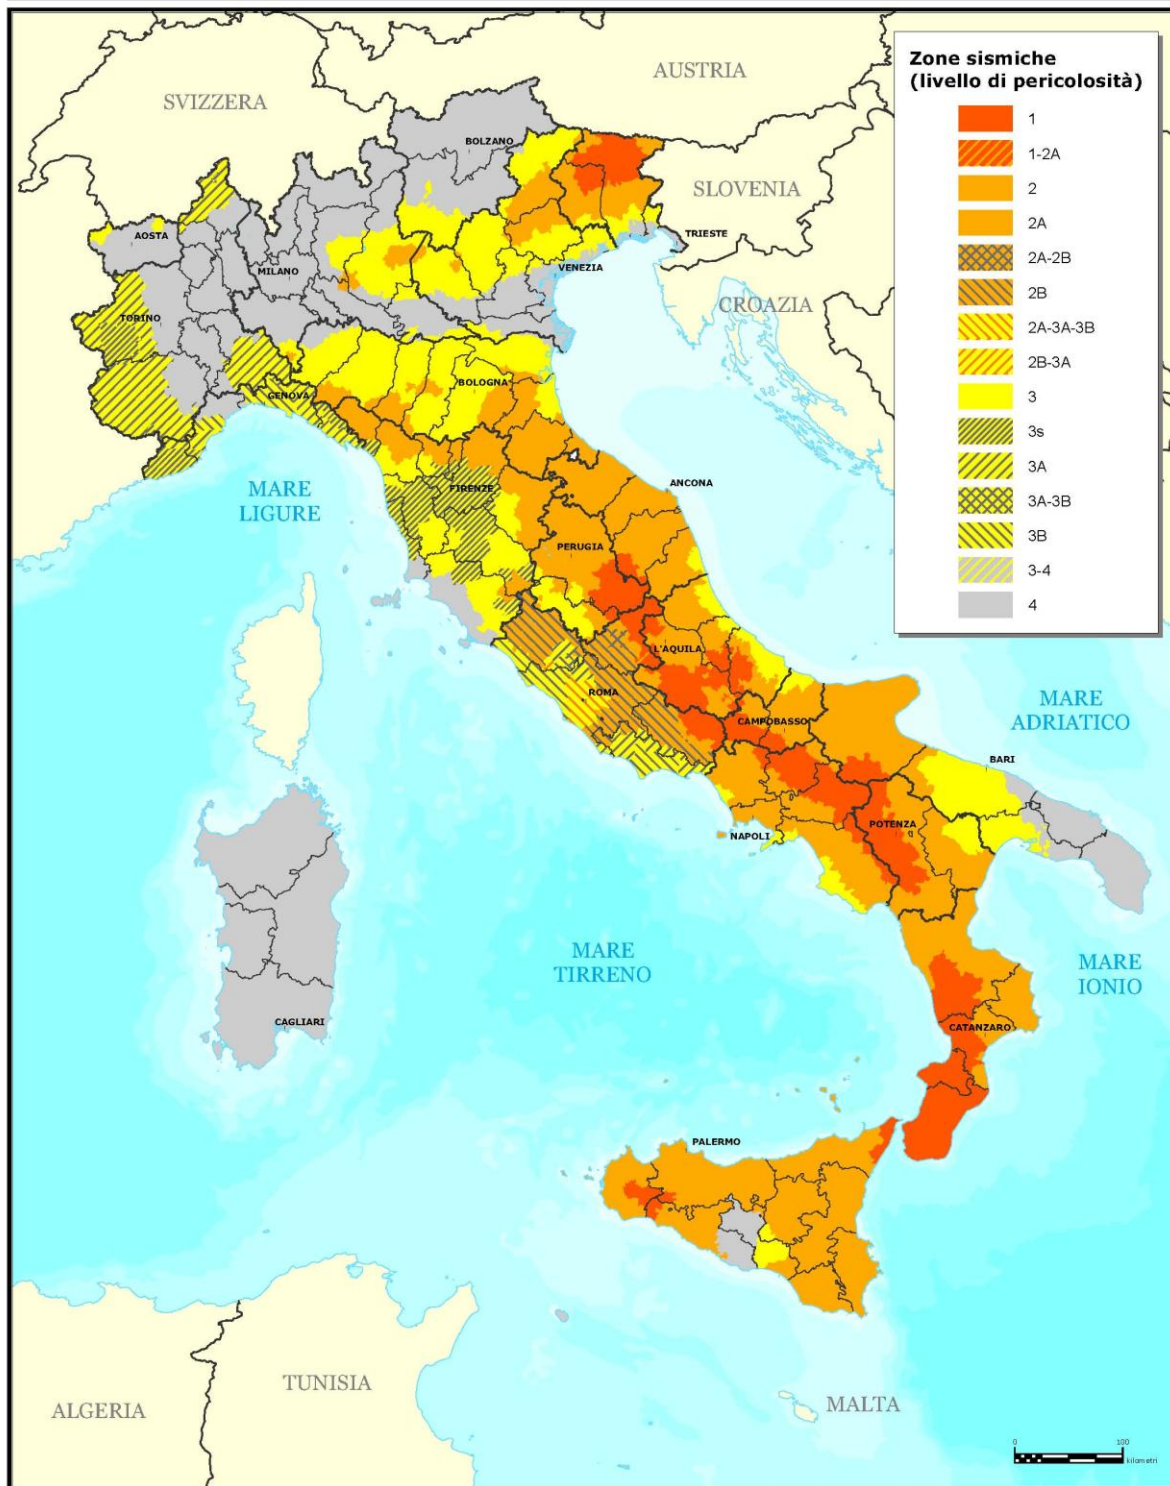 Zone sismiche
(livello di pericolosità)
1
1-2A
2
2A
2A-2B
2B
2A-3A-3B
2B-3A
3
3s
3A
3A-3B
3B
3-4
4
AUSTRIA
SVIZZERA
BOLZANO
SLOVENIA
AOSTA
TRIESTE
MILANO
VENEZIA
CROAZIA
TORINO
BOLOGNA
GENOVA
ANCONA
MARE
LIGURE
FIRENZE
PERUGIA
L'AQUILA
ROMA
MARE
ADRIATICO
CAMPOBASSO
BARI
NAPOLI
POTENZA
MARE
TIRRENO
MARE
IONIO
CAGLIARI
CATANZARO
PALERMO
TUNISIA
ALGERIA
MALTA
0 100
kilometri